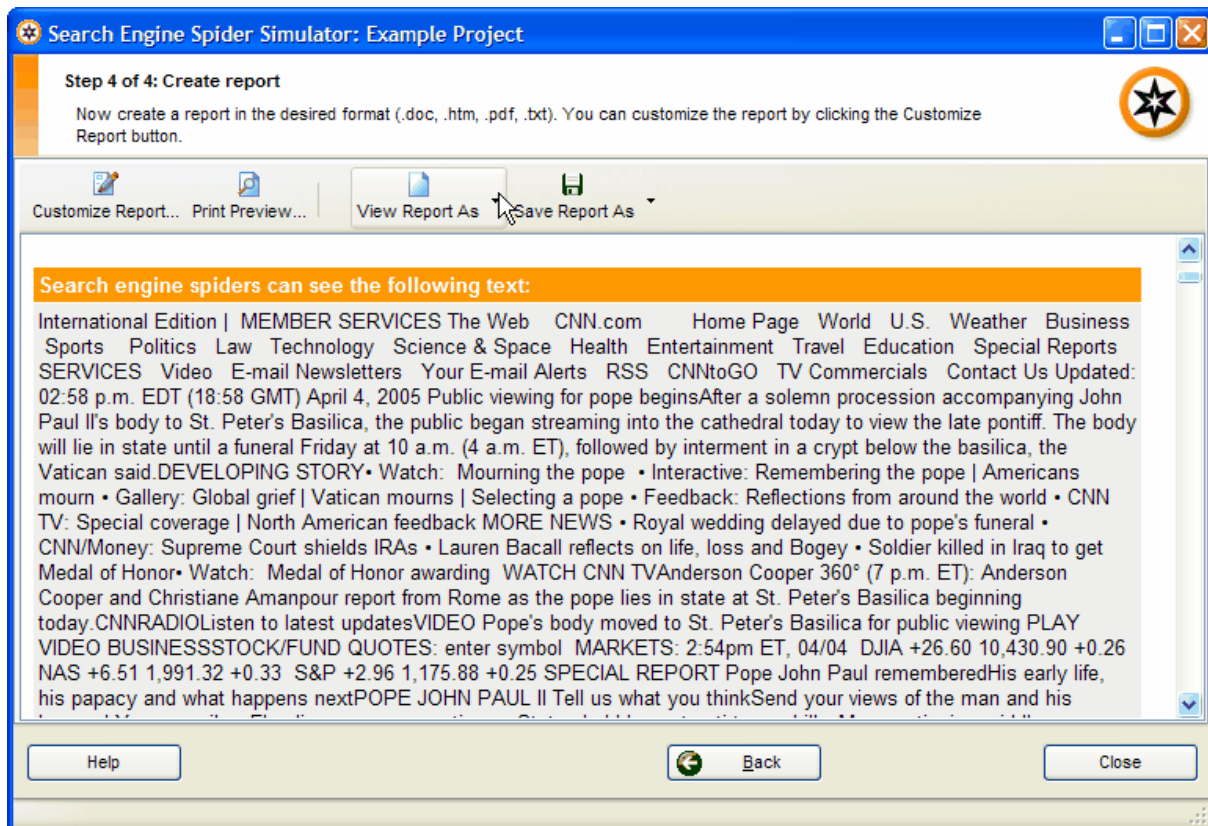 Search Engine Spider Simulator: Example Project
Step 4 of 4: Create report
Now create a report in the desired format (.doc, .htm, .pdf, .txt). You can customize the report by clicking the Customize
Report button.
Customize Report... Print Preview... View Report As Save Report As
Search engine spiders can see the following text:
International Edition | MEMBER SERVICES The Web CNN.com Home Page World U.S. Weather Business
Sports Politics Law Technology Science & Space Health Entertainment Travel Education Special Reports
SERVICES Video E-mail Newsletters Your E-mail Alerts RSS CNNtoGO TV Commercials Contact Us Updated:
02:58 p.m. EDT (18:58 GMT) April 4, 2005 Public viewing for pope beginsAfter a solemn procession accompanying John
Paul II's body to St. Peter's Basilica, the public began streaming into the cathedral today to view the late pontiff. The body
will lie in state until a funeral Friday at 10 a.m. (4 a.m. ET), followed by interment in a crypt below the basilica, the
Vatican said.DEVELOPING STORY• Watch: Mourning the pope • Interactive: Remembering the pope | Americans
mourn • Gallery: Global grief | Vatican mourns | Selecting a pope • Feedback: Reflections from around the world • CNN
TV: Special coverage | North American feedback MORE NEWS • Royal wedding delayed due to pope's funeral •
CNN/Money: Supreme Court shields IRAs • Lauren Bacall reflects on life, loss and Bogey • Soldier killed in Iraq to get
Medal of Honor• Watch: Medal of Honor awarding WATCH CNN TVAnderson Cooper 360° (7 p.m. ET): Anderson
Cooper and Christiane Amanpour report from Rome as the pope lies in state at St. Peter's Basilica beginning
today.CNNRADIOListen to latest updatesVIDEO Pope's body moved to St. Peter's Basilica for public viewing PLAY
VIDEO BUSINESSSTOCK/FUND QUOTES: enter symbol MARKETS: 2:54pm ET, 04/04 DJIA +26.60 10,430.90 +0.26
NAS +6.51 1,991.32 +0.33 S&P +2.96 1,175.88 +0.25 SPECIAL REPORT Pope John Paul rememberedHis early life,
his papacy and what happens nextPOPE JOHN PAUL II Tell us what you thinkSend your views of the man and his
Help Back Close